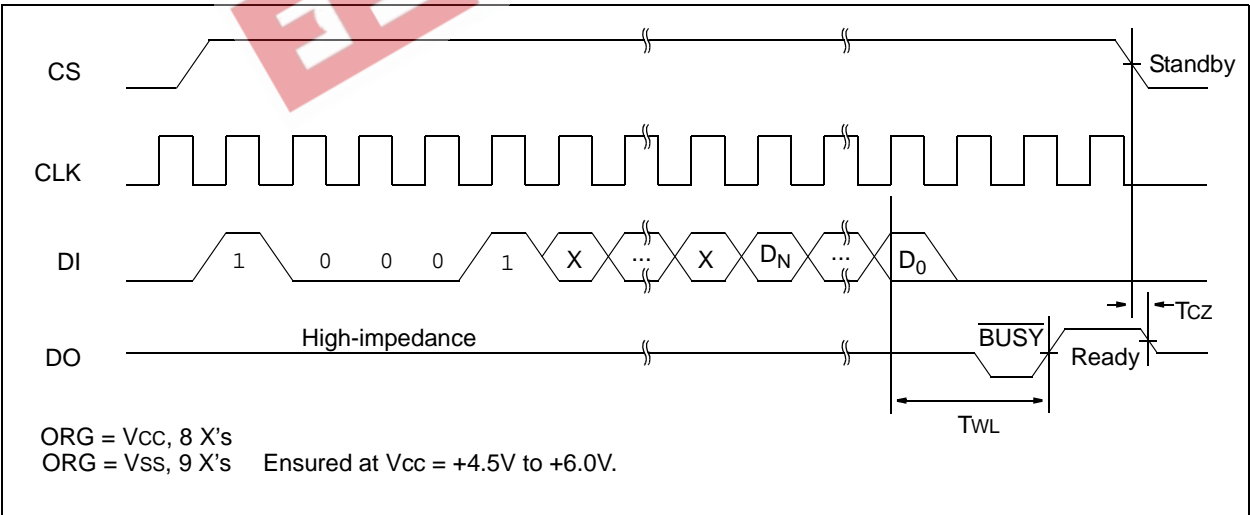 CS
Standby
CLK
DI 1 0 0 0 1 X ... X DN ... D0
TCZ
High-impedance
BUSY
DO
Ready
TWL
ORG = VCC, 8 X's
ORG = VSS, 9 X's Ensured at Vcc = +4.5V to +6.0V.